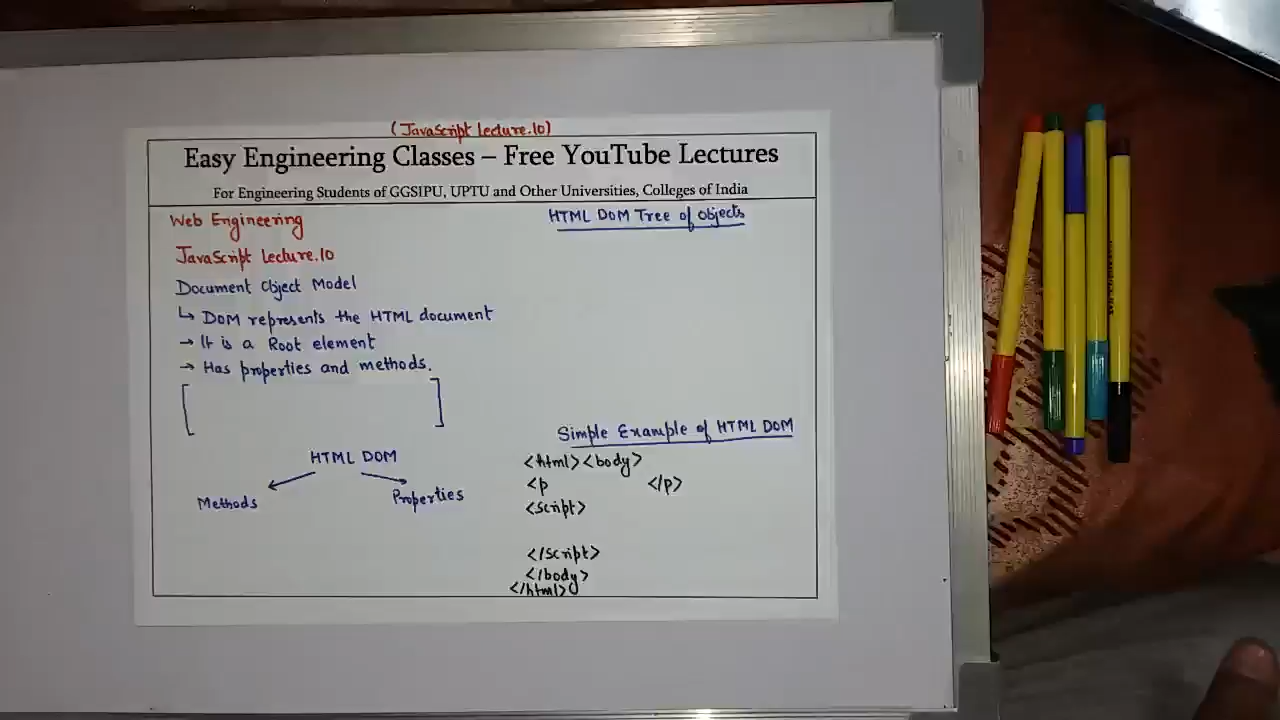 (JavaScript Lecture.10)
Easy Engineering Classes – Free YouTube Lectures
For Engineering Students of GGSIPU, UPTU and Other Universities, Colleges of India
Web Engineering
JavaScript Lecture.10
Document Object Model
↳ DOM represents the HTML document
→ It is a Root element
→ Has properties and methods.
[ ]
HTML DOM
Methods
Properties
HTML DOM Tree of Objects
Simple Example of HTML DOM
<html><body>
<p </p>
<script>
</script>
</body>
</html>